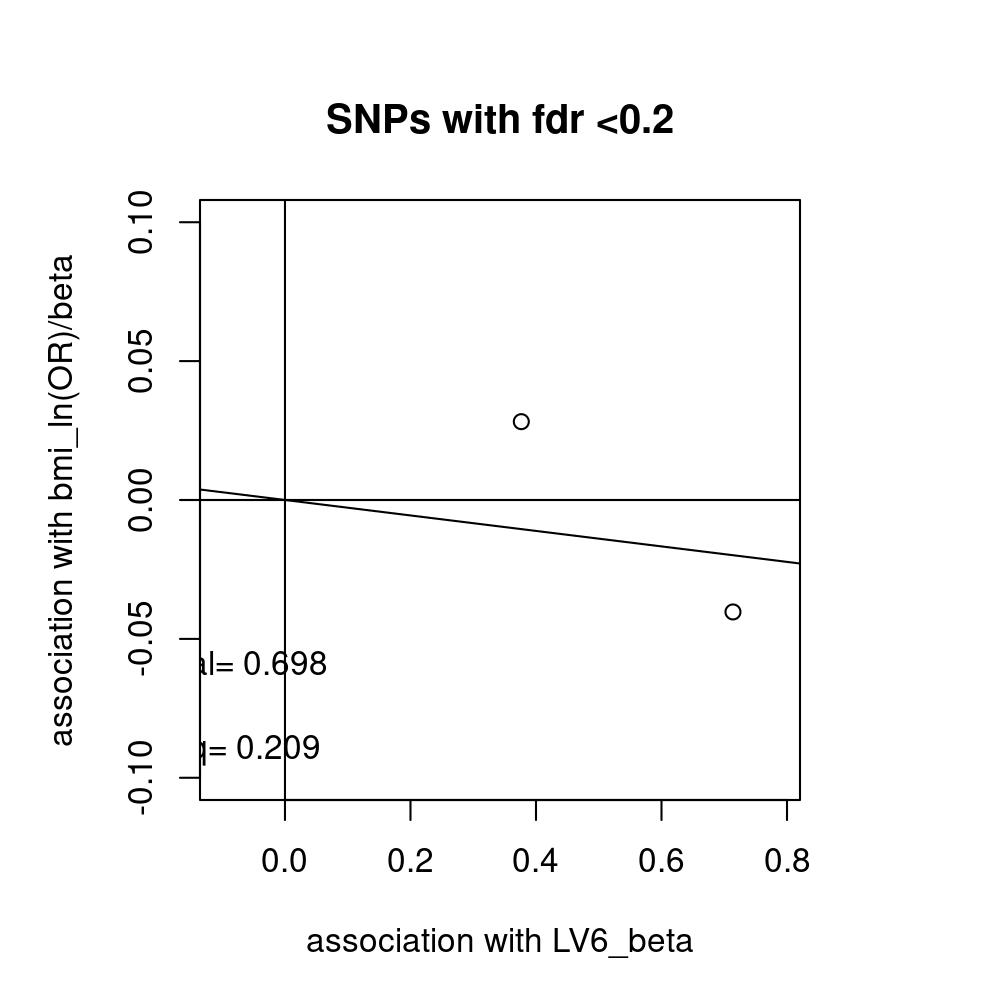 SNPs with fdr <0.2
association with bmi_ln(OR)/beta
0.10
0.05
0.00
-0.05
-0.10
al= 0.698
q= 0.209
0.0 0.2 0.4 0.6 0.8
association with LV6_beta